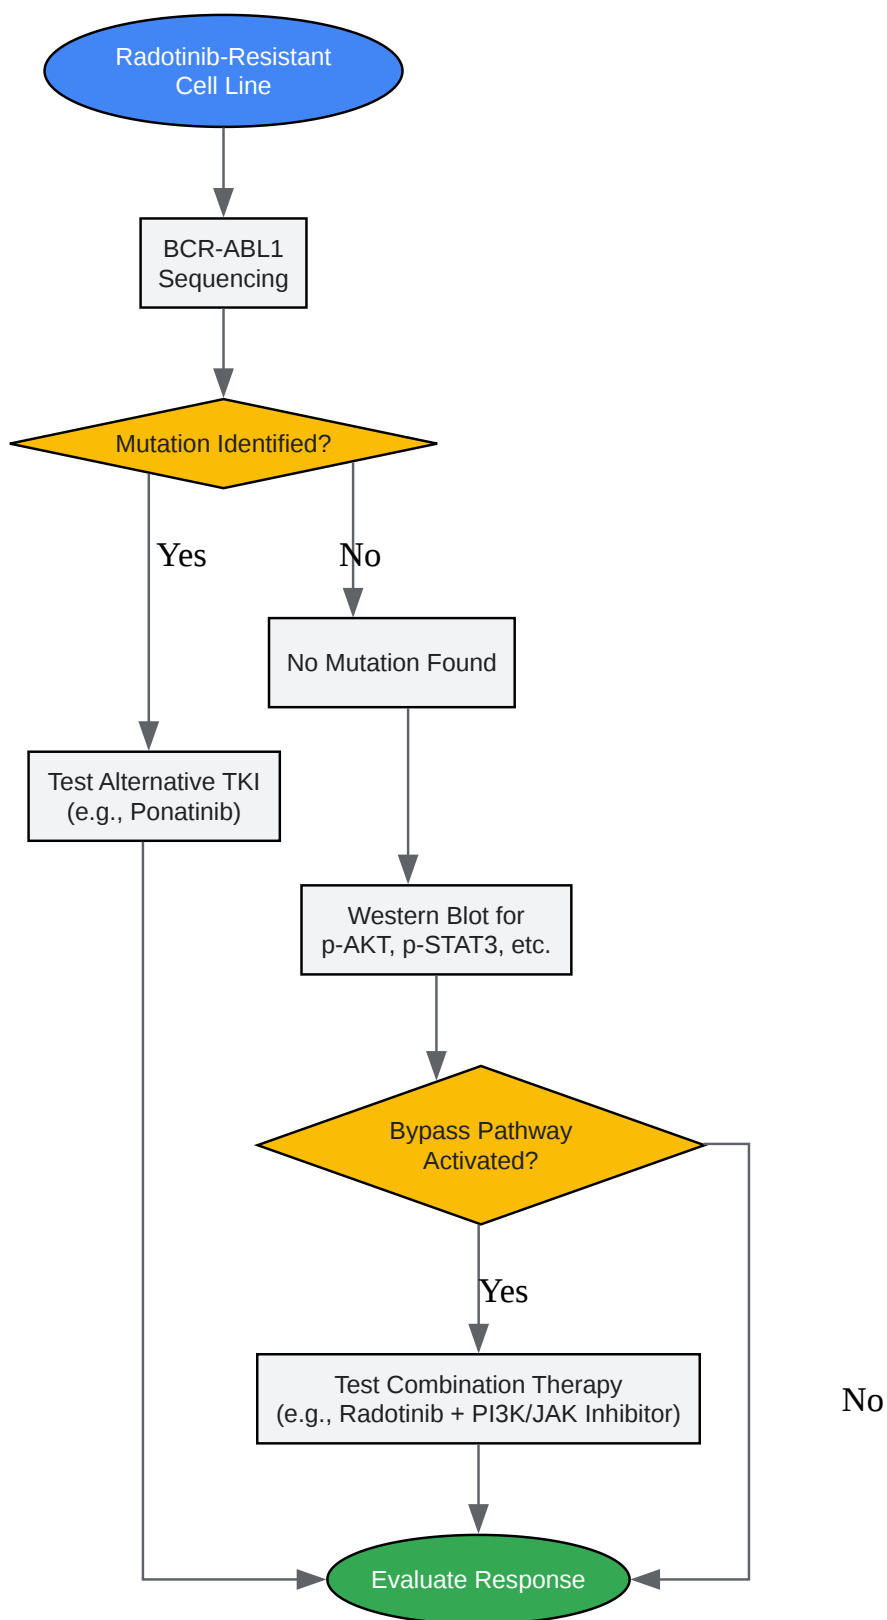 Radotinib-Resistant
Cell Line
BCR-ABL1
Sequencing
Mutation Identified?
Yes
No
No Mutation Found
Test Alternative TKI
(e.g., Ponatinib)
Western Blot for
p-AKT, p-STAT3, etc.
Bypass Pathway
Activated?
Yes
Test Combination Therapy
(e.g., Radotinib + PI3K/JAK Inhibitor)
No
Evaluate Response